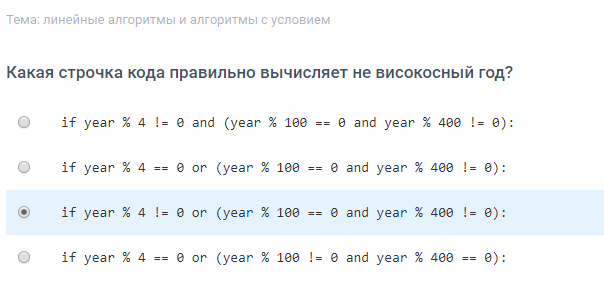 Тема: линейные алгоритмы и алгоритмы с условием
Какая строчка кода правильно вычисляет не високосный год?
if year % 4 != 0 and (year % 100 == 0 and year % 400 != 0):
if year % 4 == 0 or (year % 100 == 0 and year % 400 != 0):
if year % 4 != 0 or (year % 100 == 0 and year % 400 != 0):
if year % 4 == 0 or (year % 100 != 0 and year % 400 == 0):